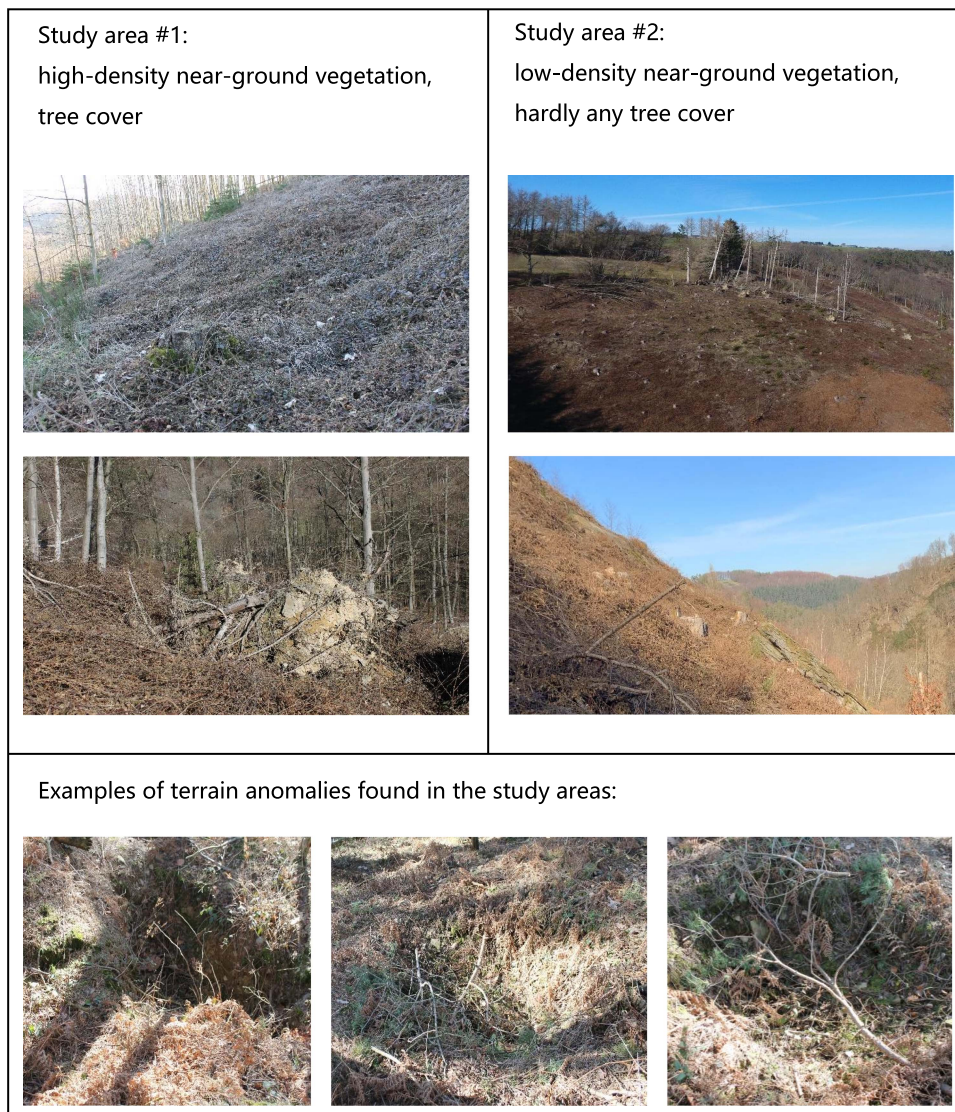 Study area #1:
high-density near-ground vegetation,
tree cover
Study area #2:
low-density near-ground vegetation,
hardly any tree cover
Examples of terrain anomalies found in the study areas: